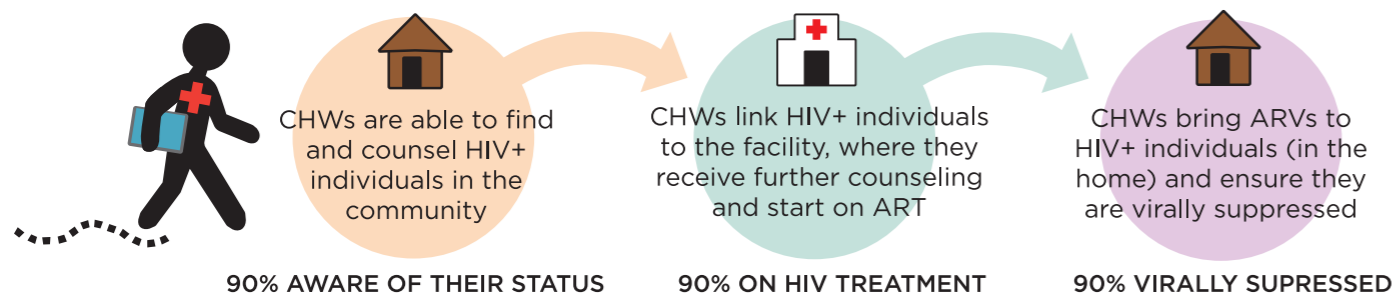 CHWs are able to find
and counsel HIV+
individuals in the
community
90% AWARE OF THEIR STATUS
CHWs link HIV+ individuals
to the facility, where they
receive further counseling
and start on ART
90% ON HIV TREATMENT
CHWs bring ARVs to
HIV+ individuals (in the
home) and ensure they
are virally suppressed
90% VIRALLY SUPRESSED